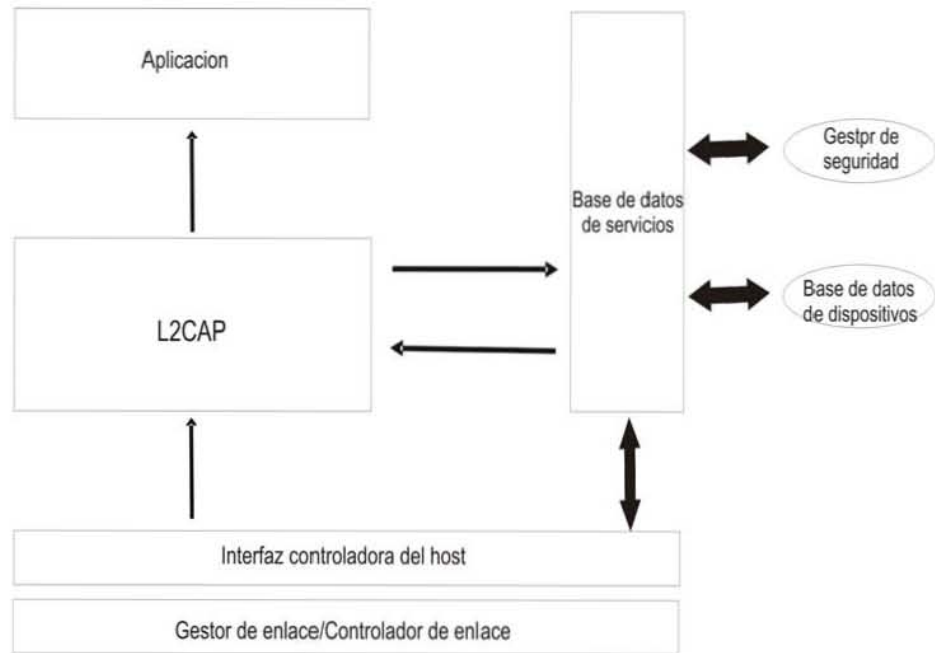 Aplicacion
Gestpr de
seguridad
Base de datos
de servicios
Base de datos
de dispositivos
L2CAP
Interfaz controladora del host
Gestor de enlace/Controlador de enlace